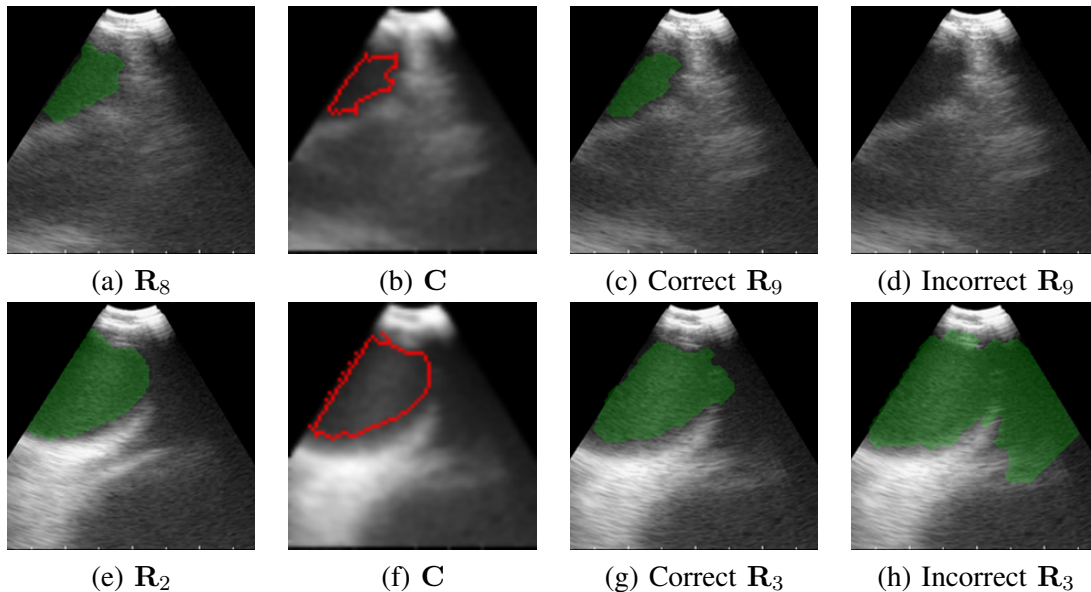 (a) R₈ (b) C (c) Correct R₉ (d) Incorrect R₉
(e) R₂ (f) C (g) Correct R₃ (h) Incorrect R₃